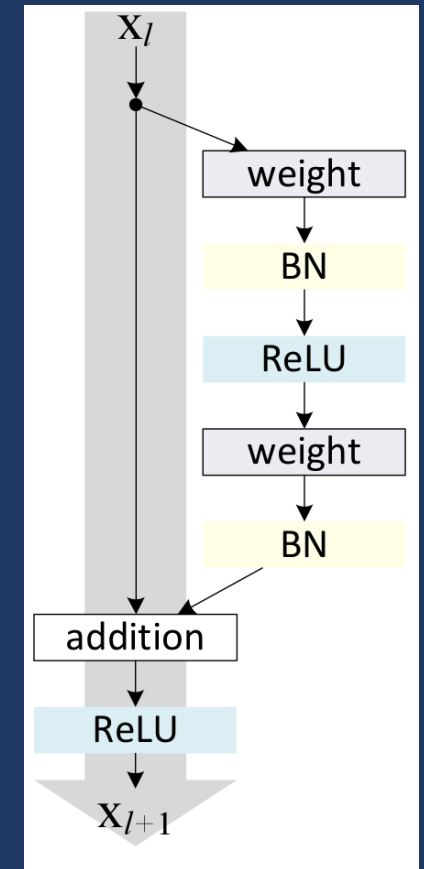 x_l
weight
BN
ReLU
weight
BN
addition
ReLU
x_{l+1}